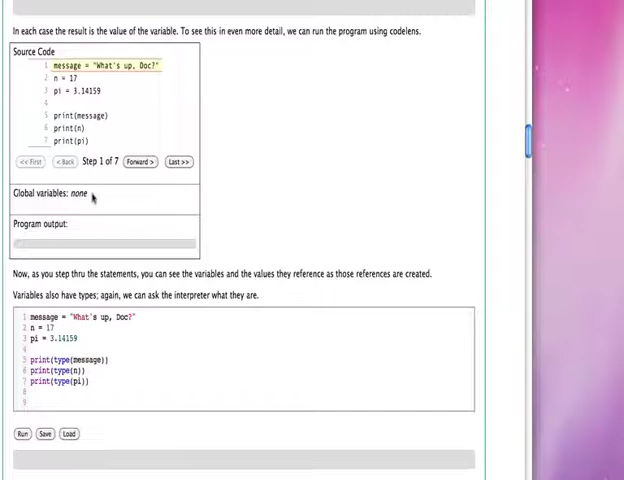 In each case the result is the value of the variable. To see this in even more detail, we can run the program using codelens.
Source Code
1 message = "What's up, Doc?"
2 n = 17
3 pi = 3.14159
4
5 print(message)
6 print(n)
7 print(pi)
<< First < Back Step 1 of 7 Forward > Last >>
Global variables: none
Program output:
Now, as you step thru the statements, you can see the variables and the values they reference as those references are created.
Variables also have types; again, we can ask the interpreter what they are.
1 message = "What's up, Doc?"
2 n = 17
3 pi = 3.14159
4
5 print(type(message))
6 print(type(n))
7 print(type(pi))
8
9
Run Save Load